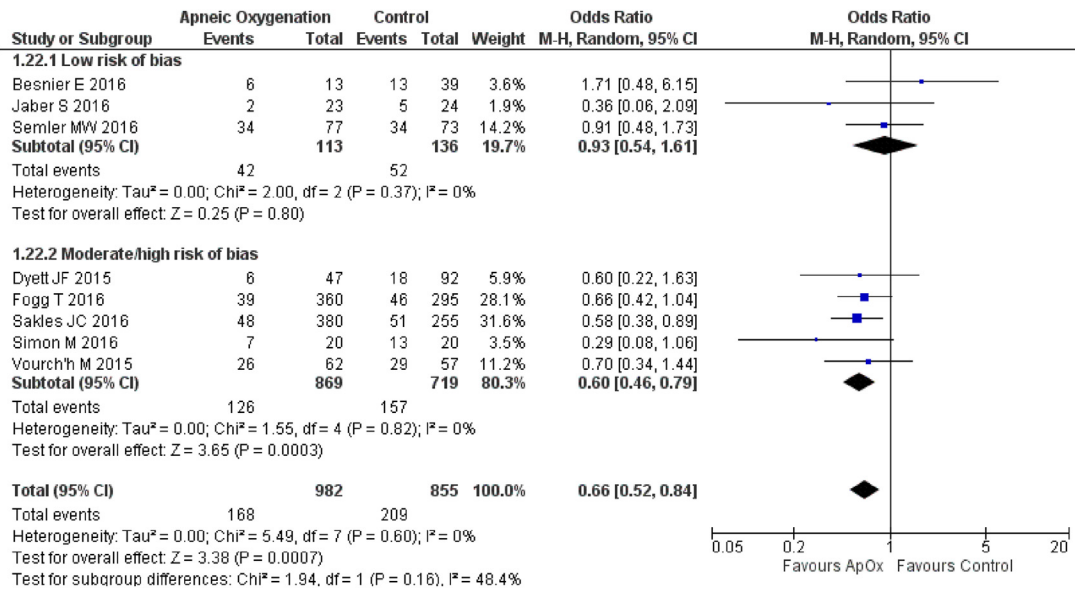 Apneic Oxygenation Control Odds Ratio Odds Ratio
Study or Subgroup Events Total Events Total Weight M-H, Random, 95% CI M-H, Random, 95% CI
1.22.1 Low risk of bias
Besnier E 2016 6 13 13 39 3.6% 1.71 [0.48, 6.15]
Jaber S 2016 2 23 5 24 1.9% 0.36 [0.06, 2.09]
Semler MW 2016 34 77 34 73 14.2% 0.91 [0.48, 1.73]
Subtotal (95% CI) 113 136 19.7% 0.93 [0.54, 1.61]
Total events 42 52
Heterogeneity: Tau² = 0.00; Chi² = 2.00, df = 2 (P = 0.37); I² = 0%
Test for overall effect: Z = 0.25 (P = 0.80)
1.22.2 Moderate/high risk of bias
Dyett JF 2015 6 47 18 92 5.9% 0.60 [0.22, 1.63]
Fogg T 2016 39 360 46 295 28.1% 0.66 [0.42, 1.04]
Sakles JC 2016 48 380 51 255 31.6% 0.58 [0.38, 0.89]
Simon M 2016 7 20 13 20 3.5% 0.29 [0.08, 1.06]
Vourc'h M 2015 26 62 29 57 11.2% 0.70 [0.34, 1.44]
Subtotal (95% CI) 869 719 80.3% 0.60 [0.46, 0.79]
Total events 126 157
Heterogeneity: Tau² = 0.00; Chi² = 1.55, df = 4 (P = 0.82); I² = 0%
Test for overall effect: Z = 3.65 (P = 0.0003)
Total (95% CI) 982 855 100.0% 0.66 [0.52, 0.84]
Total events 168 209
Heterogeneity: Tau² = 0.00; Chi² = 5.49, df = 7 (P = 0.60); I² = 0%
Test for overall effect: Z = 3.38 (P = 0.0007)
Test for subgroup differences: Chi² = 1.94, df = 1 (P = 0.16), I² = 48.4%
0.05 0.2 1 5 20
Favours ApOx Favours Control